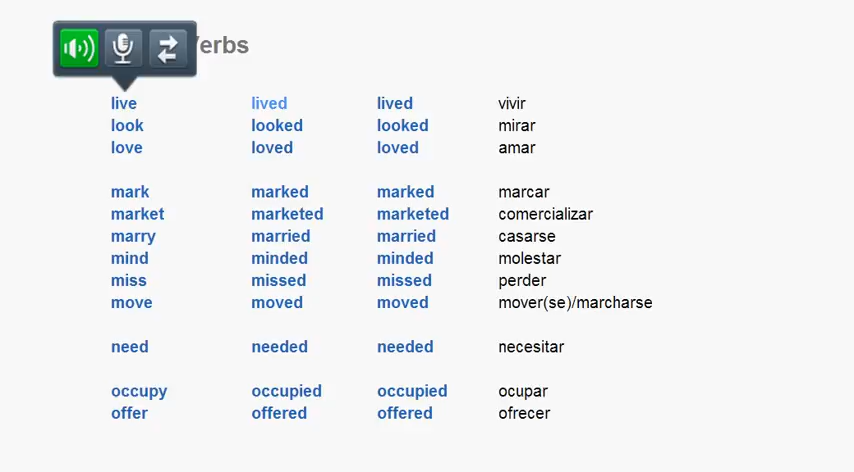 erbs
live lived lived vivir
look looked looked mirar
love loved loved amar
mark marked marked marcar
market marketed marketed comercializar
marry married married casarse
mind minded minded molestar
miss missed missed perder
move moved moved mover(se)/marcharse
need needed needed necesitar
occupy occupied occupied ocupar
offer offered offered ofrecer